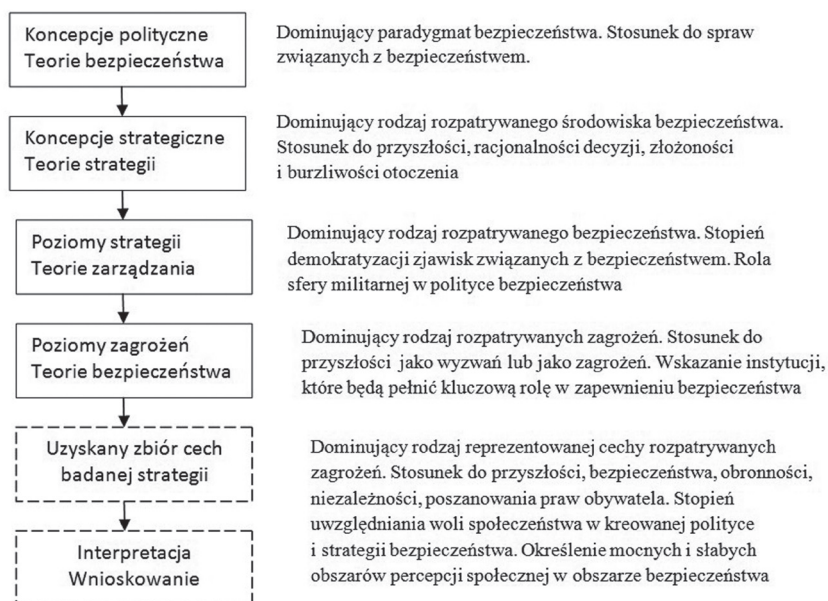 Koncepcje polityczne
Teorie bezpieczeństwa
Dominujący paradygmat bezpieczeństwa. Stosunek do spraw
związanych z bezpieczeństwem.
Koncepcje strategiczne
Teorie strategii
Dominujący rodzaj rozpatrywanego środowiska bezpieczeństwa.
Stosunek do przyszłości, racjonalności decyzji, złożoności
i burzliwości otoczenia
Poziomy strategii
Teorie zarządzania
Dominujący rodzaj rozpatrywanego bezpieczeństwa. Stopień
demokratyzacji zjawisk związanych z bezpieczeństwem. Rola
sfery militarnej w polityce bezpieczeństwa
Poziomy zagrożeń
Teorie bezpieczeństwa
Dominujący rodzaj rozpatrywanych zagrożeń. Stosunek do
przyszłości jako wyzwań lub jako zagrożeń. Wskazanie instytucji,
które będą pełnić kluczową rolę w zapewnieniu bezpieczeństwa
Uzyskany zbiór cech
badanej strategii
Dominujący rodzaj reprezentowanej cechy rozpatrywanych
zagrożeń. Stosunek do przyszłości, bezpieczeństwa, obronności,
niezależności, poszanowania praw obywatela. Stopień
uwzględniania woli społeczeństwa w kreowanej polityce
i strategii bezpieczeństwa. Określenie mocnych i słabych
obszarów percepcji społecznej w obszarze bezpieczeństwa
Interpretacja
Wnioskowanie